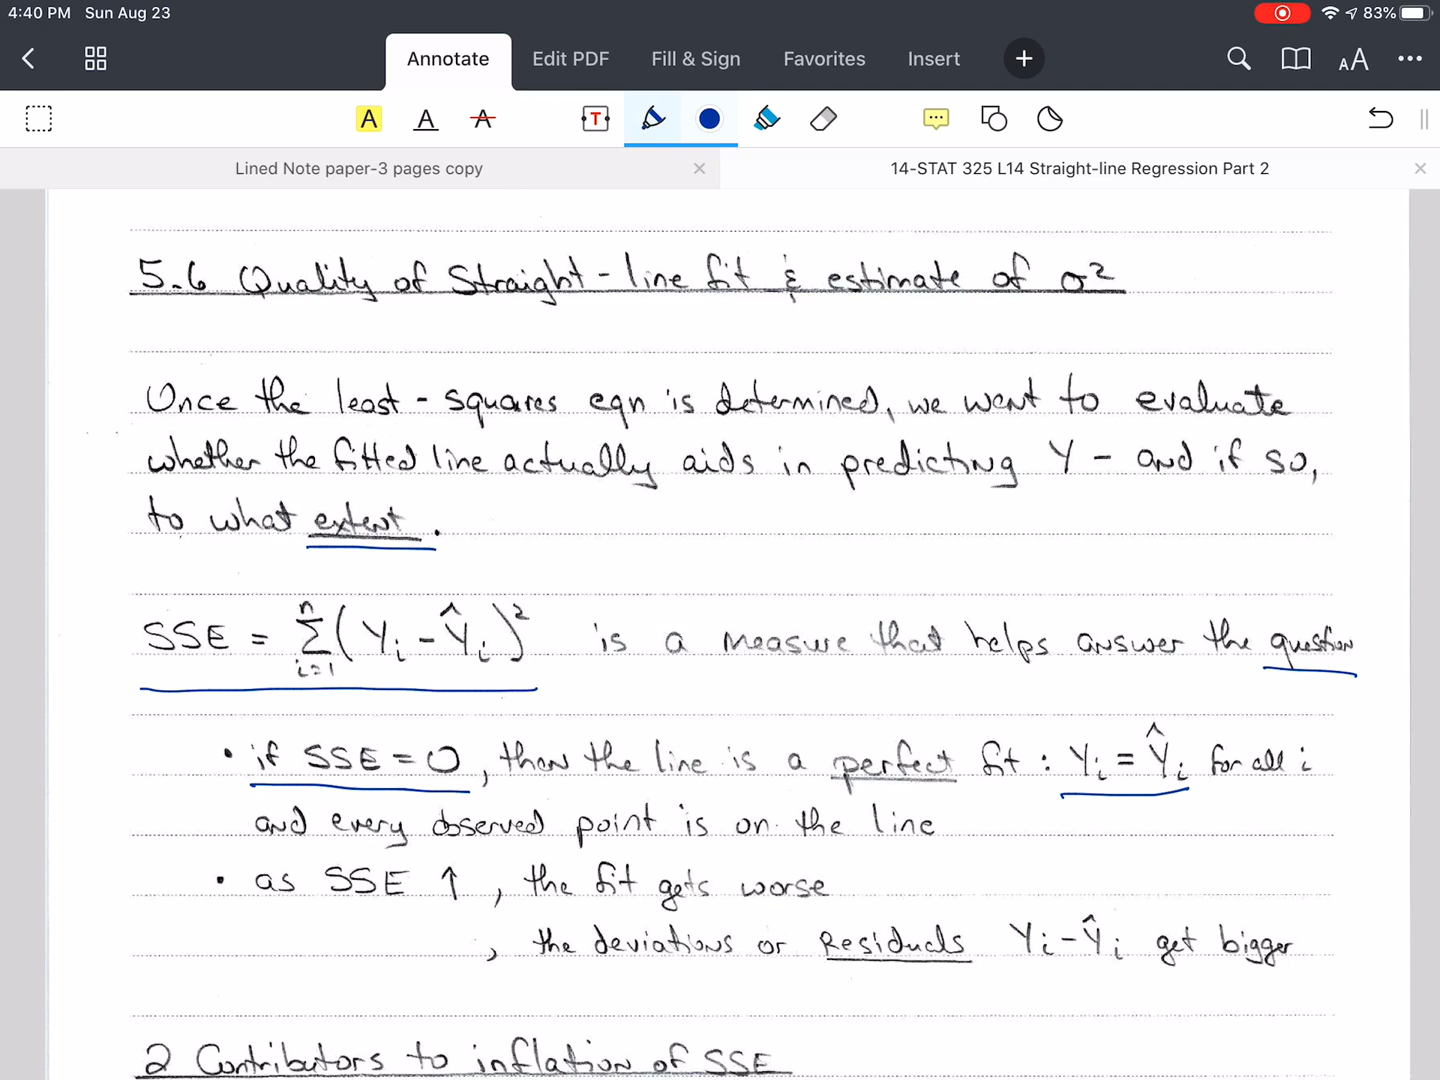 4:40 PM Sun Aug 23 83%
Annotate Edit PDF Fill & Sign Favorites Insert
Lined Note paper-3 pages copy 14-STAT 325 L14 Straight-line Regression Part 2
5.6 Quality of Straight-line fit & estimate of σ²
Once the least-squares eqn is determined, we want to evaluate
whether the fitted line actually aids in predicting Y - and if so,
to what extent.
SSE = Σⁿᵢ₌₁(Yᵢ - Ŷᵢ)² is a measure that helps answer the question
• if SSE = 0, then the line is a perfect fit : Yᵢ = Ŷᵢ for all i
and every observed point is on the line
• as SSE ↑, the fit gets worse
, the deviations or Residuals Yᵢ - Ŷᵢ get bigger
2 Contributors to inflation of SSE